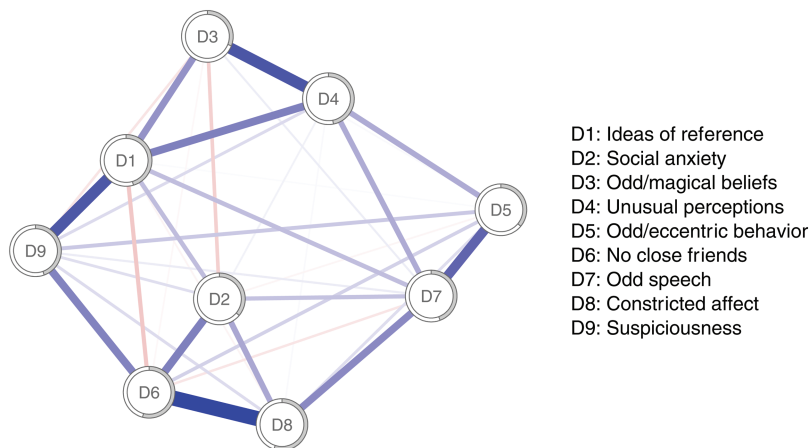 D3
D4
D1
D5
D9
D7
D2
D6
D8
D1: Ideas of reference
D2: Social anxiety
D3: Odd/magical beliefs
D4: Unusual perceptions
D5: Odd/eccentric behavior
D6: No close friends
D7: Odd speech
D8: Constricted affect
D9: Suspiciousness